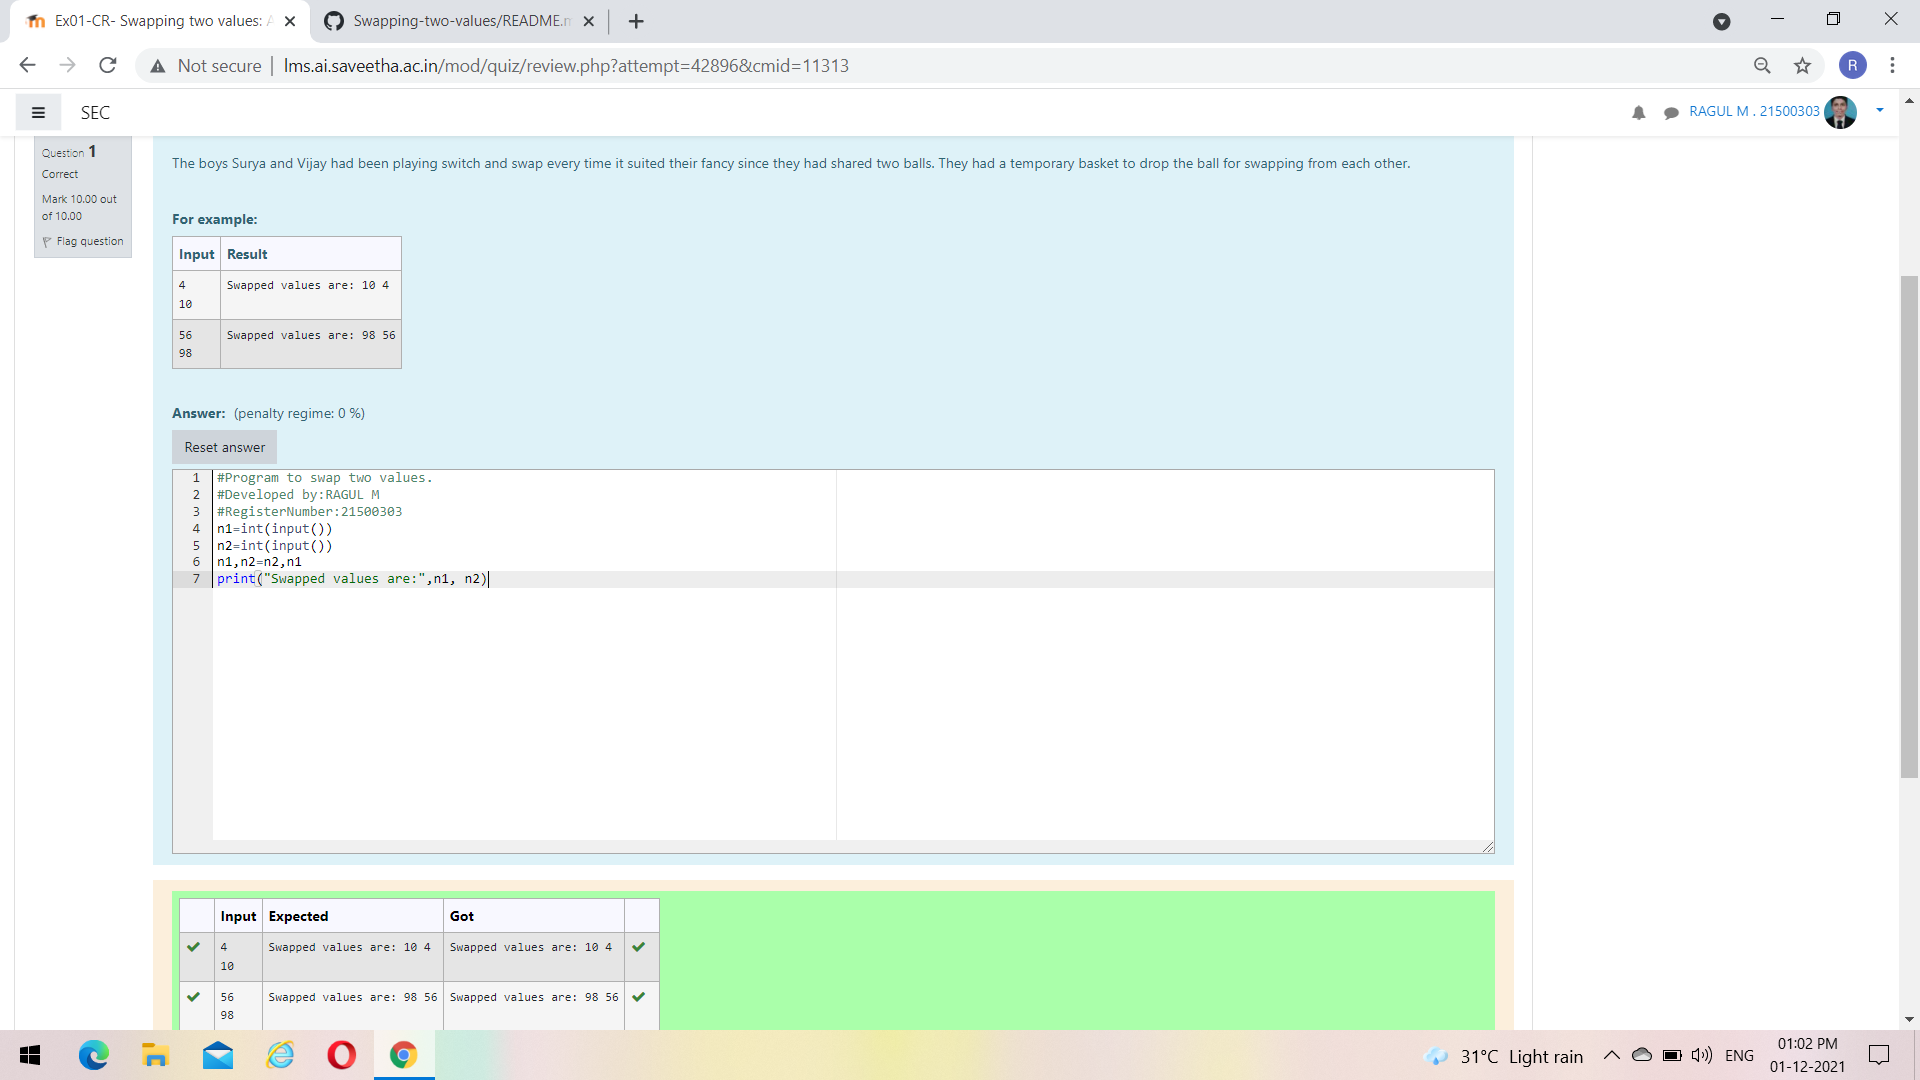 Ex01-CR- Swapping two values:
Swapping-two-values/README.m
Not secure | lms.ai.saveetha.ac.in/mod/quiz/review.php?attempt=42896&cmid=11313
R
SEC
RAGUL M . 21500303
Question 1
Correct
Mark 10.00 out
of 10.00
Flag question
The boys Surya and Vijay had been playing switch and swap every time it suited their fancy since they had shared two balls. They had a temporary basket to drop the ball for swapping from each other.
For example:
Input Result
4 Swapped values are: 10 4
10
56 Swapped values are: 98 56
98
Answer: (penalty regime: 0 %)
Reset answer
1 #Program to swap two values.
2 #Developed by:RAGUL M
3 #RegisterNumber:21500303
4 n1=int(input())
5 n2=int(input())
6 n1,n2=n2,n1
7 print("Swapped values are:",n1, n2)
Input Expected Got
4 Swapped values are: 10 4 Swapped values are: 10 4
10
56 Swapped values are: 98 56 Swapped values are: 98 56
98
31°C Light rain
ENG
01:02 PM
01-12-2021